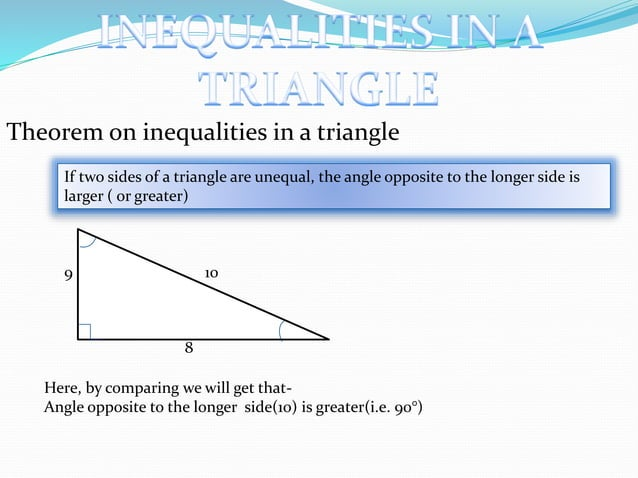 INEQUALITIES IN A
TRIANGLE
Theorem on inequalities in a triangle
If two sides of a triangle are unequal, the angle opposite to the longer side is
larger ( or greater)
9
10
8
Here, by comparing we will get that-
Angle opposite to the longer side(10) is greater(i.e. 90°)